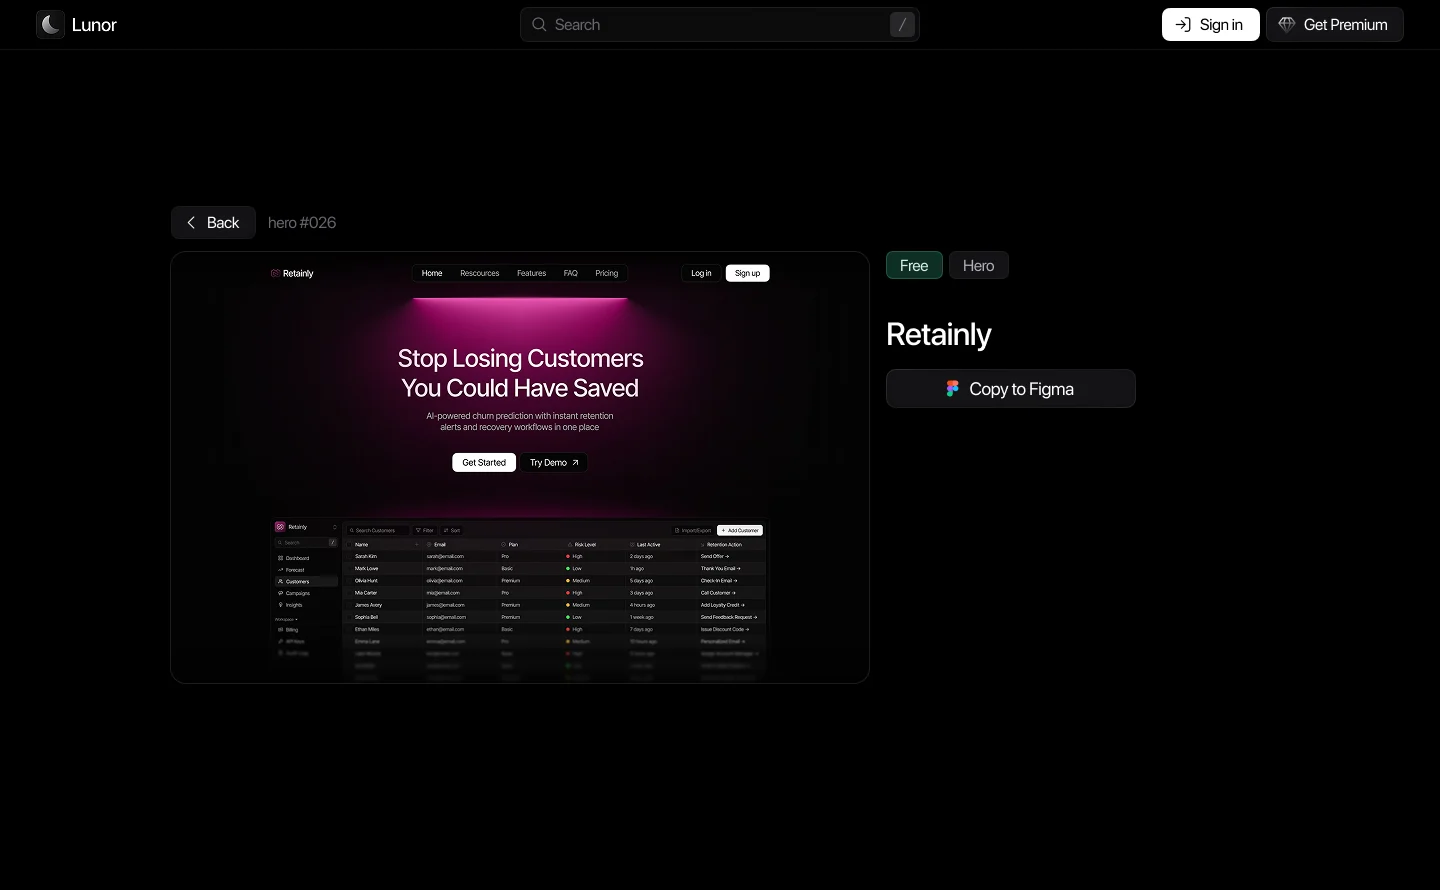 Lunor
Search
/
Sign in
Get Premium
Back
hero #026
Retainly
Home
Rescources
Features
FAQ
Pricing
Log in
Sign up
Stop Losing Customers
You Could Have Saved
AI-powered churn prediction with instant retention
alerts and recovery workflows in one place
Get Started
Try Demo
Retainly
Search
/
Dashboard
Forecast
Customers
Campaigns
Insights
Workspace
Billing
API Keys
Search Customers
Filter
Sort
Import/Export
+ Add Customer
Name Email Plan Risk Level Last Active Retention Action
Sarah Kim sarah@email.com Pro High 2 days ago Send Offer →
Mark Lowe mark@email.com Basic Low 1h ago Thank You Email →
Olivia Hunt olivia@email.com Premium Medium 5 days ago Check-In Email →
Mia Carter mia@email.com Pro High 3 days ago Call Customer →
James Avory james@email.com Premium Medium 4 hours ago Add Loyalty Credit →
Sophia Bell sophia@email.com Premium Low 1 week ago Send Feedback Request →
Ethan Miles ethan@email.com Basic High 7 days ago Issue Discount Code →
Emma Lane emma@email.com Pro Medium 10 hours ago Personalized Email →
Free
Hero
Retainly
Copy to Figma